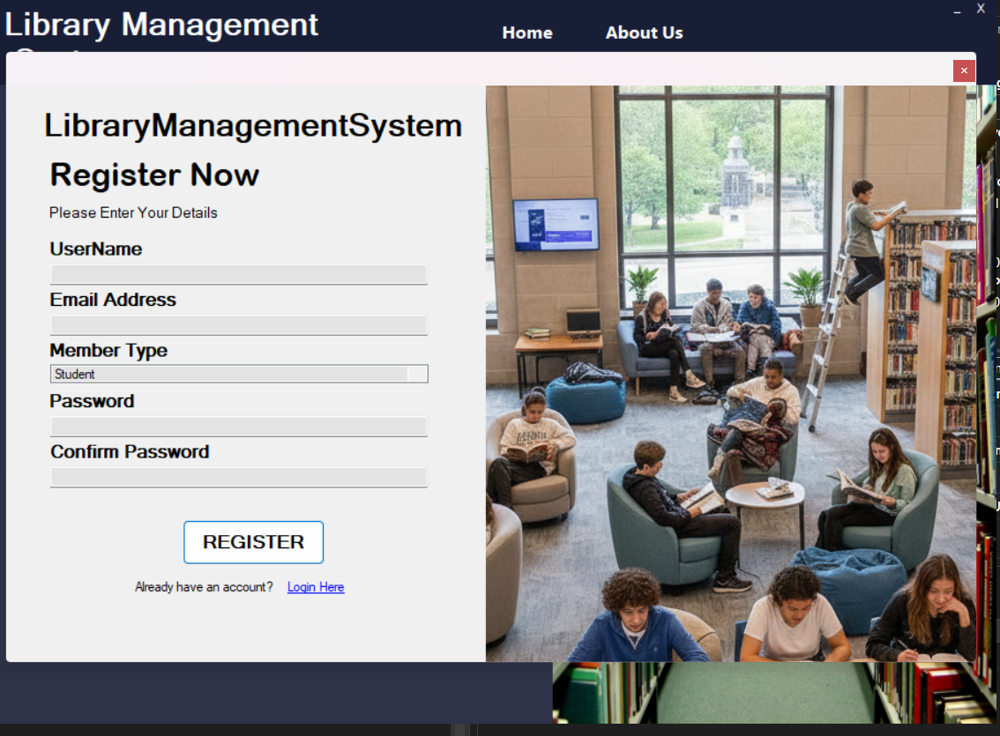 Library Management
Home
About Us
_ X
×
LibraryManagementSystem
Register Now
Please Enter Your Details
UserName
Email Address
Member Type
Student
Password
Confirm Password
REGISTER
Already have an account? Login Here